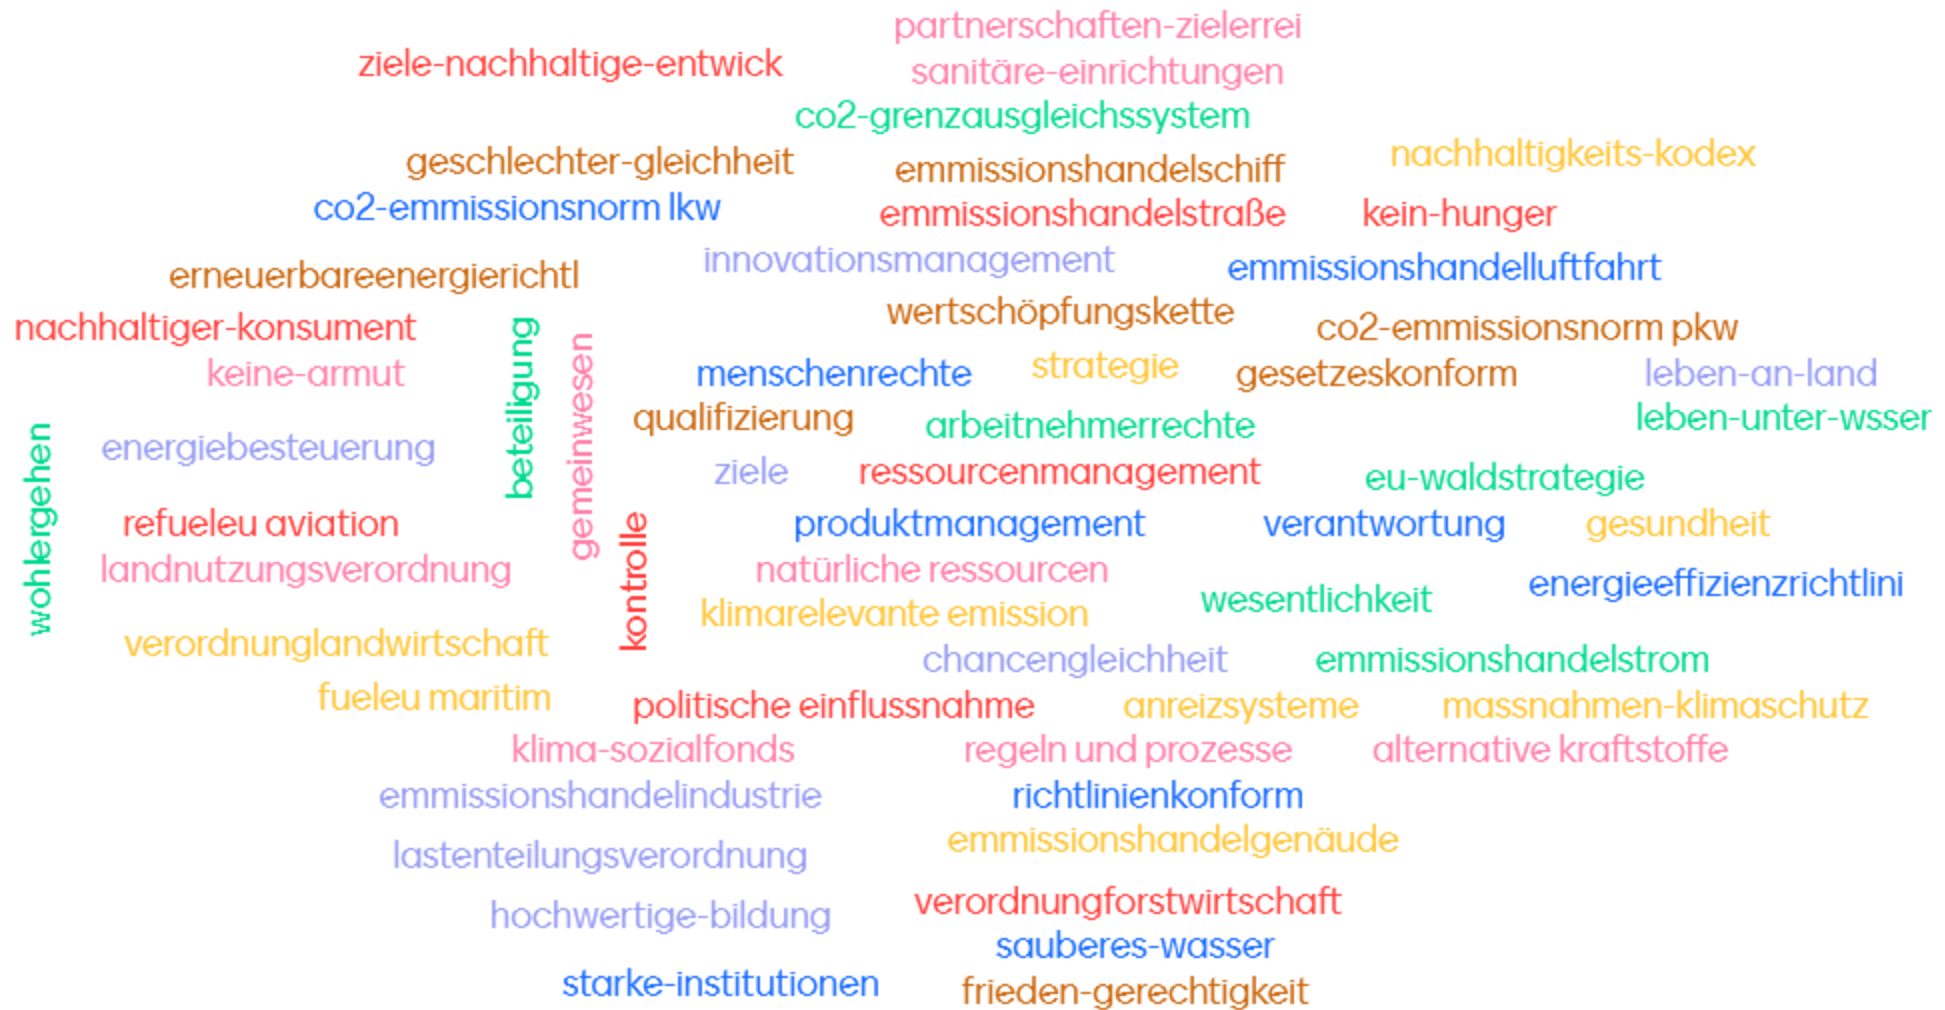 partnerschaften-zielerrei
ziele-nachhaltige-entwick
sanitäre-einrichtungen
co2-grenzausgleichssystem
nachhaltigkeits-kodex
geschlechter-gleichheit
emmissionshandelschiff
co2-emmissionsnorm lkw
emmissionshandelstraße
kein-hunger
innovationsmanagement
emmissionshandelluftfahrt
erneuerbareenergierichtl
wertschöpfungskette
nachhaltiger-konsument
co2-emmissionsnorm pkw
beteiligung
gemeinwesen
keine-armut
menschenrechte
strategie
gesetzeskonform
leben-an-land
qualifizierung
arbeitnehmerrechte
leben-unter-wsser
wohlergehen
energiebesteuerung
ziele
ressourcenmanagement
eu-waldstrategie
refueleu aviation
kontrolle
produktmanagement
verantwortung
gesundheit
landnutzungsverordnung
natürliche ressourcen
energieeffizienzrichtlini
klimarelevante emission
wesentlichkeit
verordnunglandwirtschaft
chancengleichheit
emmissionshandelstrom
fueleu maritim
politische einflussnahme
anreizsysteme
massnahmen-klimaschutz
klima-sozialfonds
regeln und prozesse
alternative kraftstoffe
emmissionshandelindustrie
richtlinienkonform
emmissionshandelgenäude
lastenteilungsverordnung
verordnungforstwirtschaft
hochwertige-bildung
sauberes-wasser
starke-institutionen
frieden-gerechtigkeit